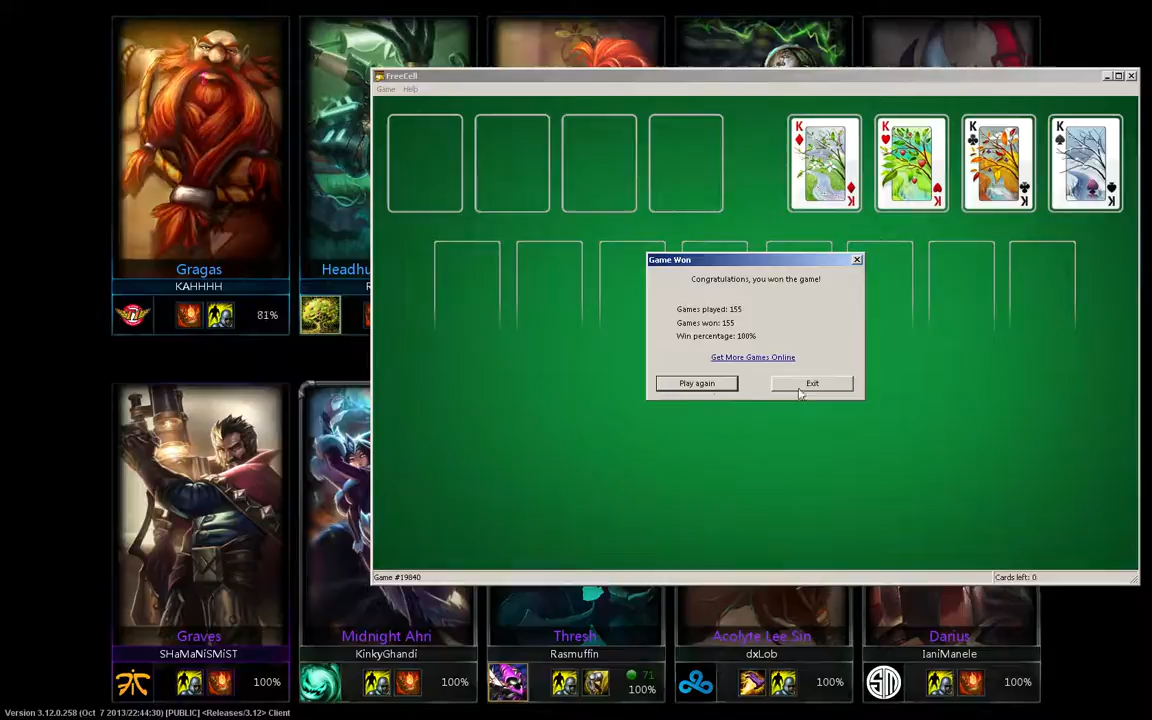 FreeCell
Game Help
K K K K
K K K K
Gragas
KAHHHH
81%
Headhu
Game Won
Congratulations, you won the game!
Games played: 155
Games won: 155
Win percentage: 100%
Get More Games Online
Play again
Exit
Game #19840
Cards left: 0
Graves
SHaMaNiSMiST
100%
Midnight Ahri
KinkyGhandi
100%
Thresh
Rasmuffin
71
100%
Acolyte Lee Sin
dxLob
100%
Darius
IaniManele
TSM
100%
Version 3.12.0.258 (Oct 7 2013/22:44:30) [PUBLIC] <Releases/3.12> Client